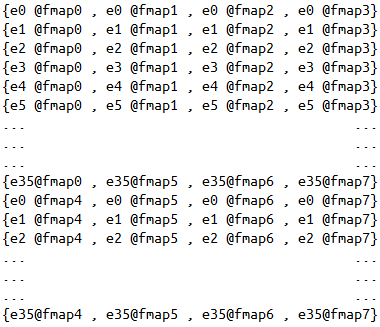 {e0 @fmap0 , e0 @fmap1 , e0 @fmap2 , e0 @fmap3}
{e1 @fmap0 , e1 @fmap1 , e1 @fmap2 , e1 @fmap3}
{e2 @fmap0 , e2 @fmap1 , e2 @fmap2 , e2 @fmap3}
{e3 @fmap0 , e3 @fmap1 , e3 @fmap2 , e3 @fmap3}
{e4 @fmap0 , e4 @fmap1 , e4 @fmap2 , e4 @fmap3}
{e5 @fmap0 , e5 @fmap1 , e5 @fmap2 , e5 @fmap3}
... ...
... ...
... ...
{e35@fmap0 , e35@fmap5 , e35@fmap6 , e35@fmap7}
{e0 @fmap4 , e0 @fmap5 , e0 @fmap6 , e0 @fmap7}
{e1 @fmap4 , e1 @fmap5 , e1 @fmap6 , e1 @fmap7}
{e2 @fmap4 , e2 @fmap5 , e2 @fmap6 , e2 @fmap7}
... ...
... ...
... ...
{e35@fmap4 , e35@fmap5 , e35@fmap6 , e35@fmap7}